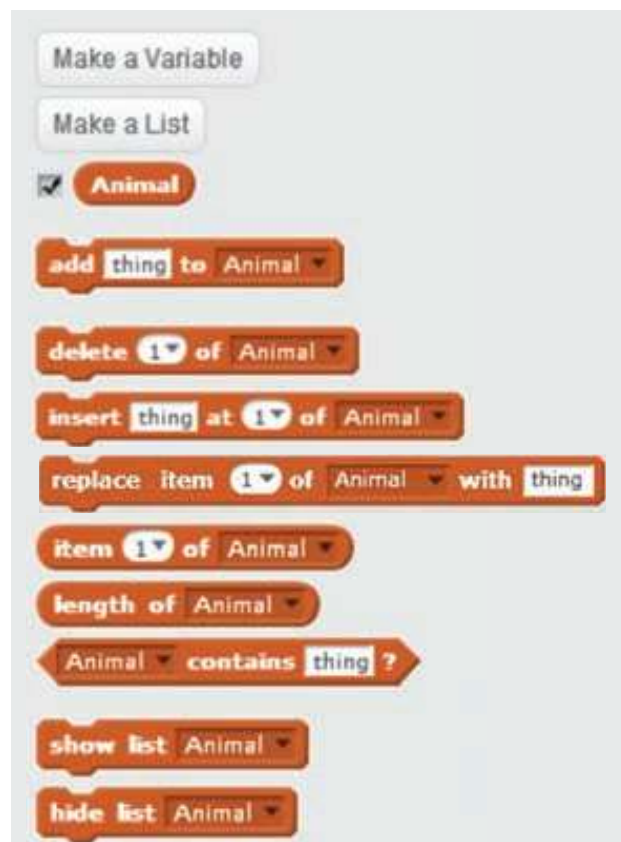 Make a Variable
Make a List
Animal
add thing to Animal
delete 1 of Animal
insert thing at 1 of Animal
replace item 1 of Animal with thing
item 1 of Animal
length of Animal
Animal contains thing ?
show list Animal
hide list Animal